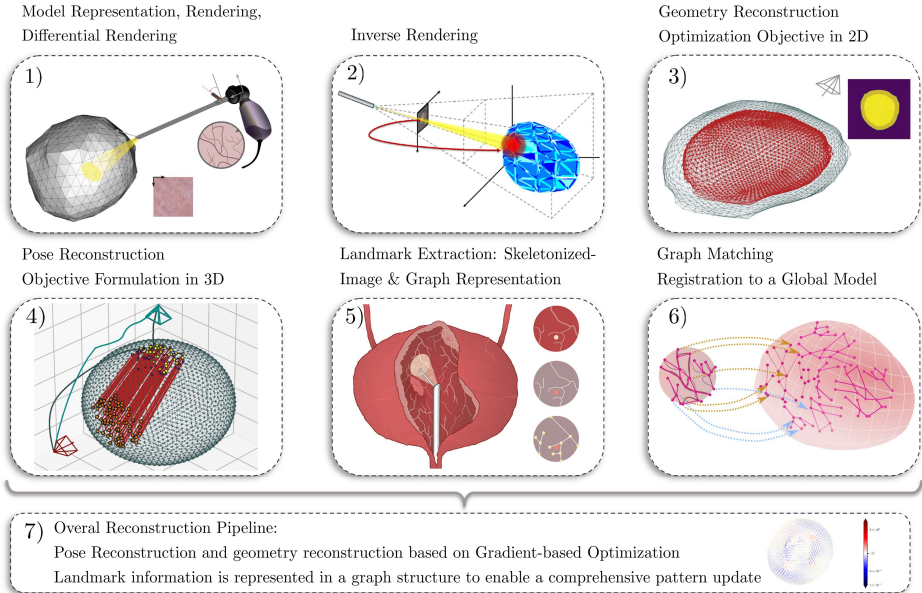 Model Representation, Rendering,
Differential Rendering
1)
Inverse Rendering
2)
Geometry Reconstruction
Optimization Objective in 2D
3)
Pose Reconstruction
Objective Formulation in 3D
4)
Landmark Extraction: Skeletonized-
Image & Graph Representation
5)
Graph Matching
Registration to a Global Model
6)
7) Overal Reconstruction Pipeline:
Pose Reconstruction and geometry reconstruction based on Gradient-based Optimization
Landmark information is represented in a graph structure to enable a comprehensive pattern update